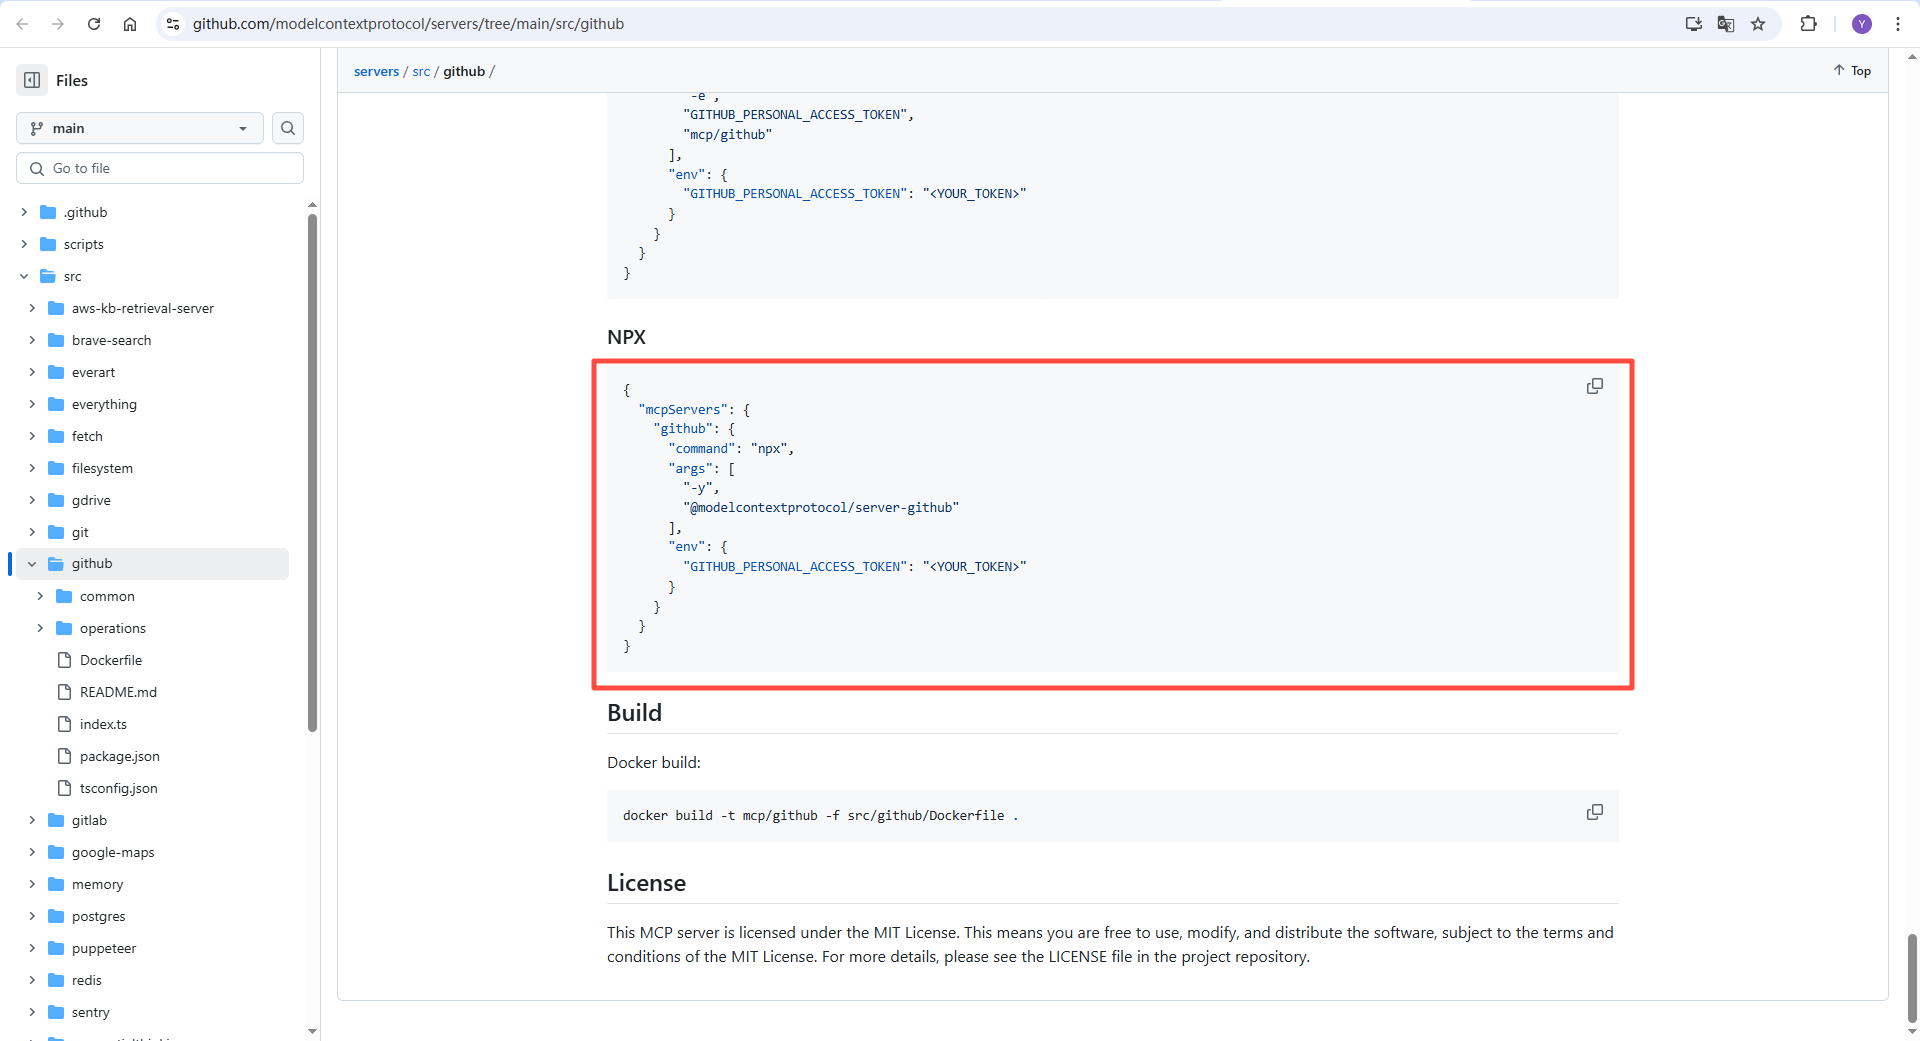 github.com/modelcontextprotocol/servers/tree/main/src/github
Y
Files
main
Go to file
.github
scripts
src
aws-kb-retrieval-server
brave-search
everart
everything
fetch
filesystem
gdrive
git
github
common
operations
Dockerfile
README.md
index.ts
package.json
tsconfig.json
gitlab
google-maps
memory
postgres
puppeteer
redis
sentry
servers / src / github /
Top
"-e",
"GITHUB_PERSONAL_ACCESS_TOKEN",
"mcp/github"
],
"env": {
"GITHUB_PERSONAL_ACCESS_TOKEN": "<YOUR_TOKEN>"
}
}
}
}
NPX
{
"mcpServers": {
"github": {
"command": "npx",
"args": [
"-y",
"@modelcontextprotocol/server-github"
],
"env": {
"GITHUB_PERSONAL_ACCESS_TOKEN": "<YOUR_TOKEN>"
}
}
}
}
Build
Docker build:
docker build -t mcp/github -f src/github/Dockerfile .
License
This MCP server is licensed under the MIT License. This means you are free to use, modify, and distribute the software, subject to the terms and
conditions of the MIT License. For more details, please see the LICENSE file in the project repository.